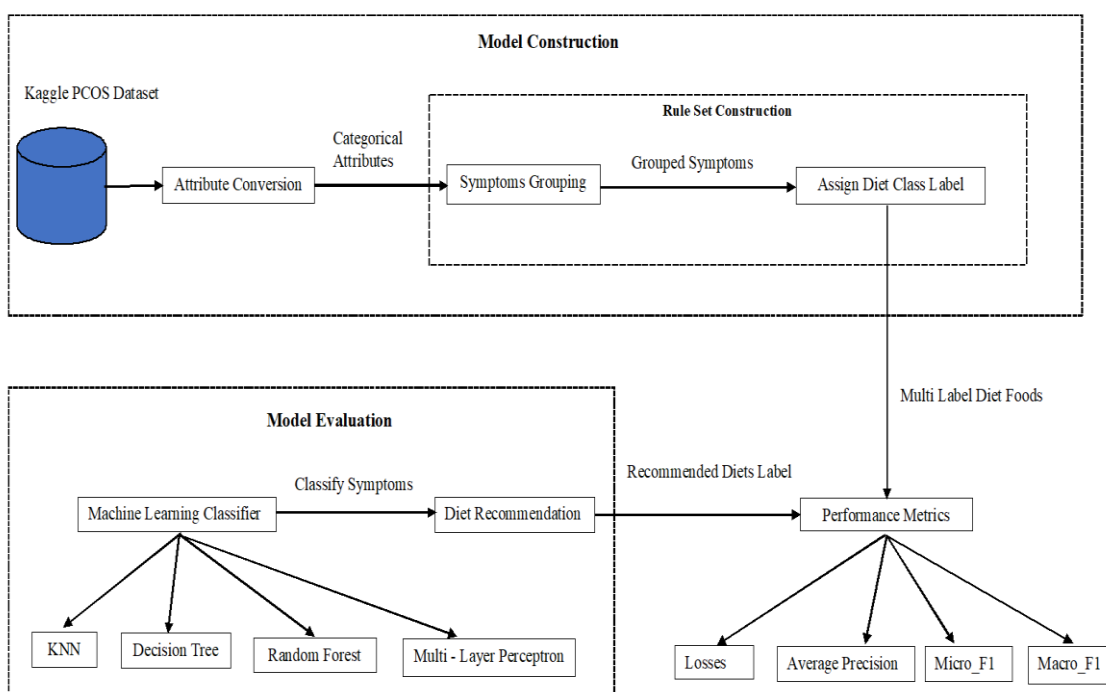 Model Construction
Kaggle PCOS Dataset
Rule Set Construction
Categorical
Attributes
Grouped Symptoms
Attribute Conversion
Symptoms Grouping
Assign Diet Class Label
Multi Label Diet Foods
Model Evaluation
Recommended Diets Label
Classify Symptoms
Machine Learning Classifier
Diet Recommendation
Performance Metrics
KNN
Decision Tree
Random Forest
Multi - Layer Perceptron
Losses
Average Precision
Micro_F1
Macro_F1